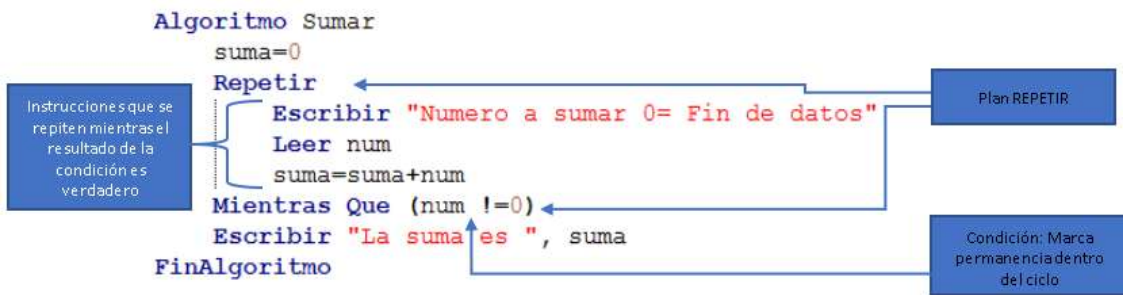 Algoritmo Sumar
suma=0
Repetir
Escribir "Numero a sumar 0= Fin de datos"
Leer num
suma=suma+num
Mientras Que (num !=0)
Escribir "La suma es ", suma
FinAlgoritmo
Instrucciones que se
repiten mientras el
resultado de la
condición es
verdadero
Plan REPETIR
Condición: Marca
permanencia dentro
del ciclo